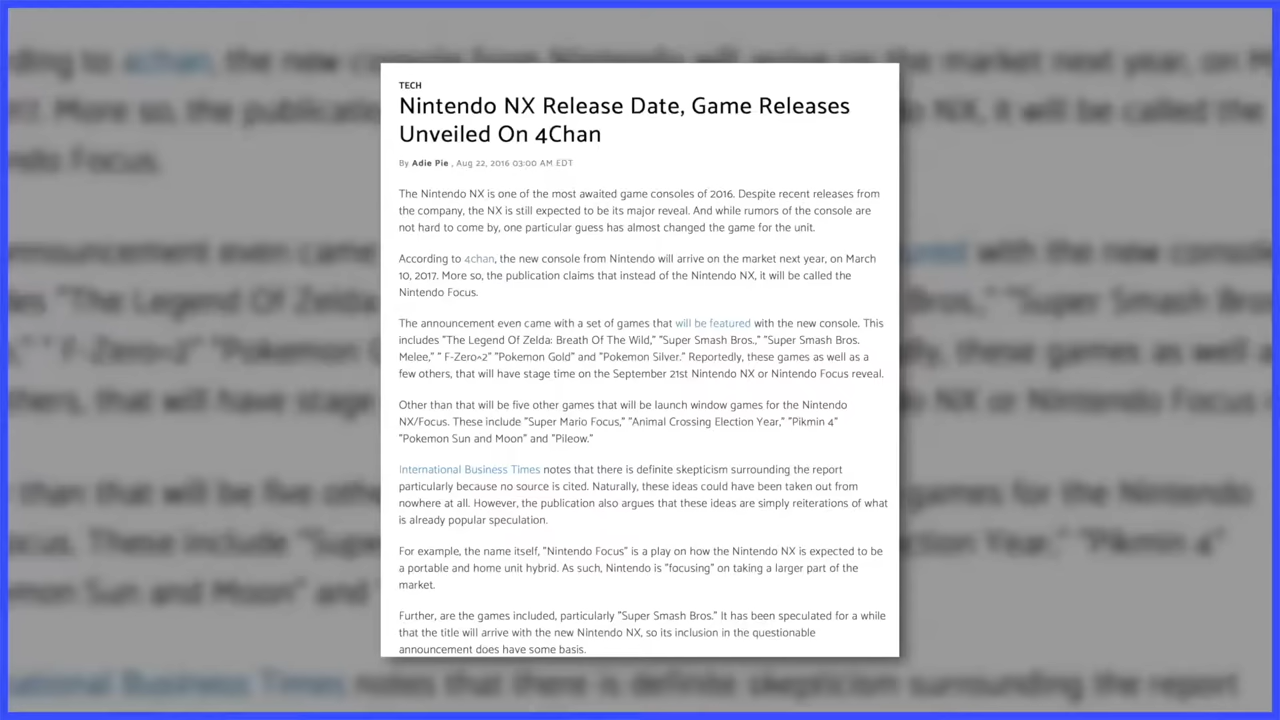 TECH
Nintendo NX Release Date, Game Releases
Unveiled On 4Chan
By Adie Pie , Aug 22, 2016 03:00 AM EDT
The Nintendo NX is one of the most awaited game consoles of 2016. Despite recent releases from
the company, the NX is still expected to be its major reveal. And while rumors of the console are
not hard to come by, one particular guess has almost changed the game for the unit.
According to 4chan, the new console from Nintendo will arrive on the market next year, on March
10, 2017. More so, the publication claims that instead of the Nintendo NX, it will be called the
Nintendo Focus.
The announcement even came with a set of games that will be featured with the new console. This
includes "The Legend Of Zelda: Breath Of The Wild," "Super Smash Bros.," "Super Smash Bros.
Melee," " F-Zero^2" "Pokemon Gold" and "Pokemon Silver." Reportedly, these games as well as a
few others, that will have stage time on the September 21st Nintendo NX or Nintendo Focus reveal.
Other than that will be five other games that will be launch window games for the Nintendo
NX/Focus. These include "Super Mario Focus," "Animal Crossing Election Year," "Pikmin 4"
"Pokemon Sun and Moon" and "Pileow."
International Business Times notes that there is definite skepticism surrounding the report
particularly because no source is cited. Naturally, these ideas could have been taken out from
nowhere at all. However, the publication also argues that these ideas are simply reiterations of what
is already popular speculation.
For example, the name itself, "Nintendo Focus" is a play on how the Nintendo NX is expected to be
a portable and home unit hybrid. As such, Nintendo is "focusing" on taking a larger part of the
market.
Further, are the games included, particularly "Super Smash Bros." It has been speculated for a while
that the title will arrive with the new Nintendo NX, so its inclusion in the questionable
announcement does have some basis.